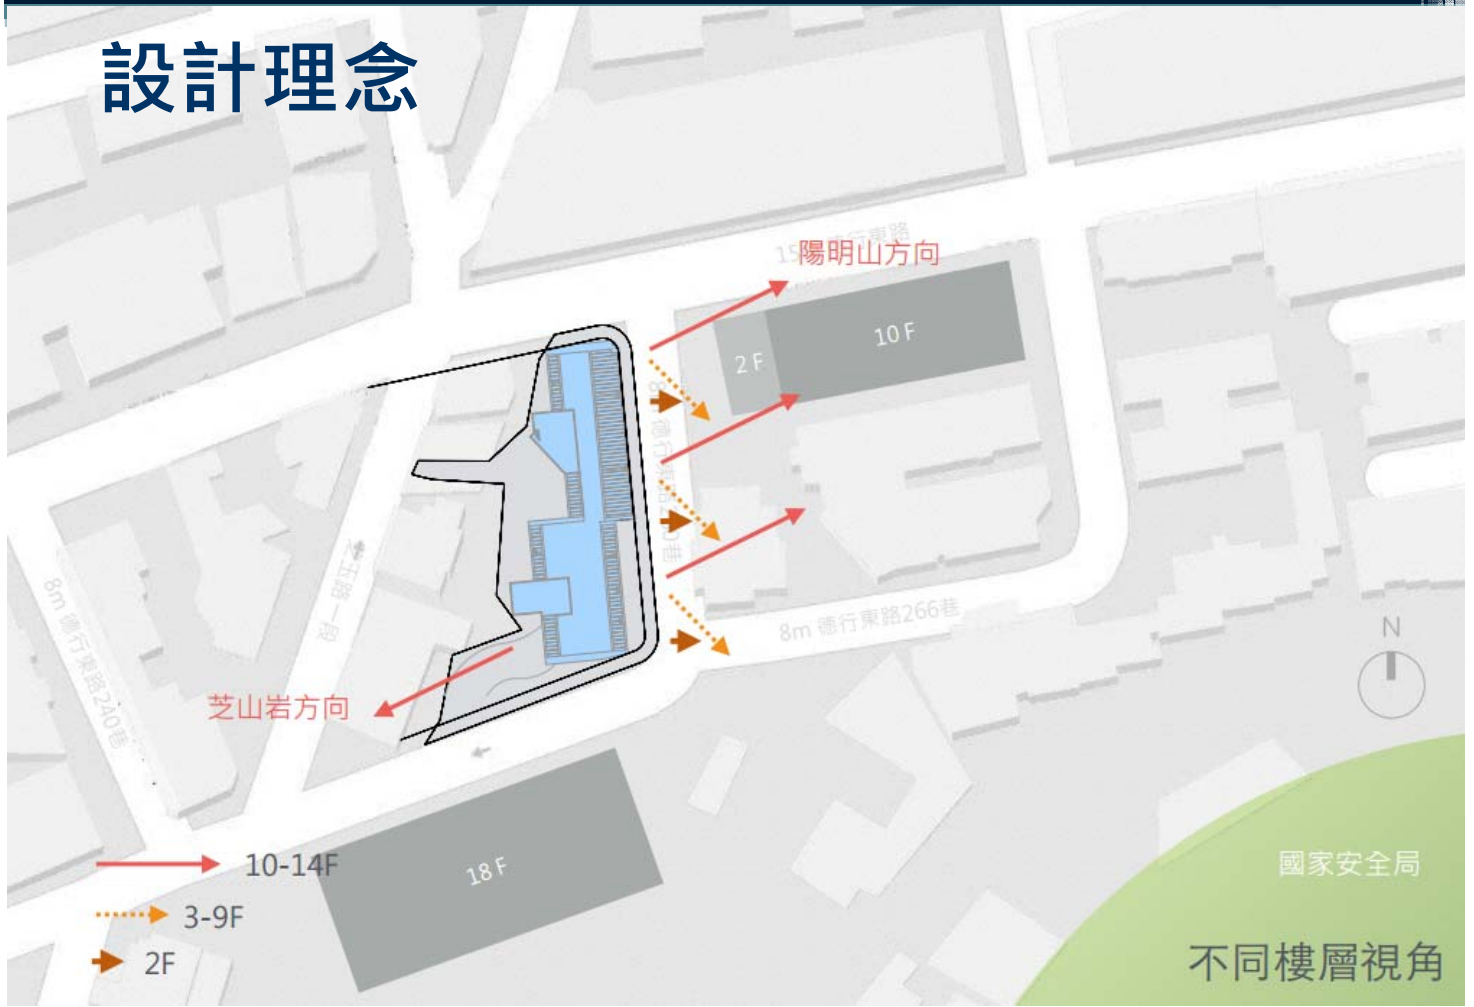 設計理念
陽明山方向
10 F
2 F
8m 德行東路266巷
N
8m 德行東路240巷
芝山岩方向
18 F
10-14F
3-9F
2F
國家安全局
不同樓層視角